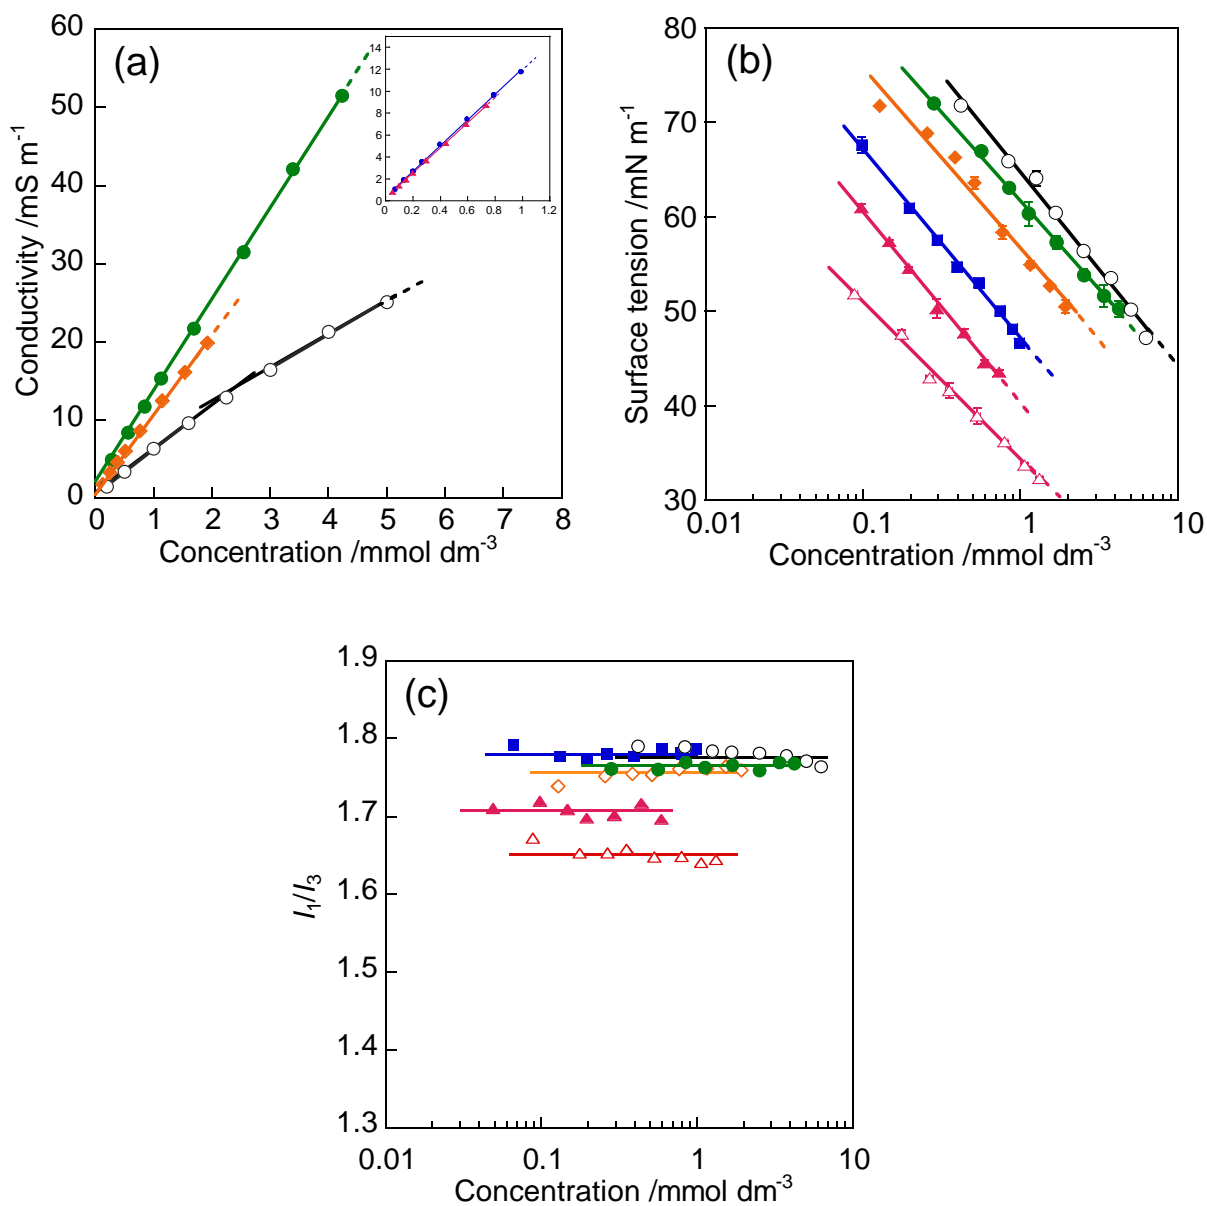 (a)
Conductivity /mS m⁻¹
60
50
40
30
20
10
0
14
12
10
8
6
4
2
0
0 0.2 0.4 0.6 0.8 1 1.2
0 1 2 3 4 5 6 7 8
Concentration /mmol dm⁻³
(b)
Surface tension /mN m⁻¹
80
70
60
50
40
30
0.01 0.1 1 10
Concentration /mmol dm⁻³
(c)
I₁/I₃
1.9
1.8
1.7
1.6
1.5
1.4
1.3
0.01 0.1 1 10
Concentration /mmol dm⁻³